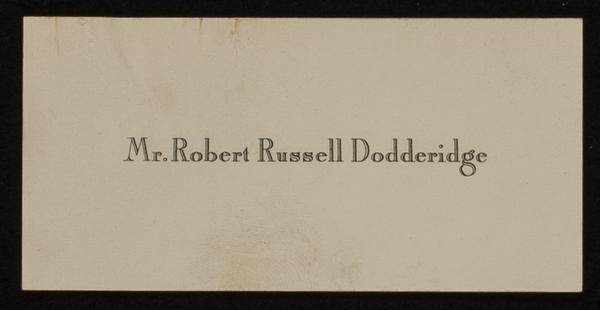 Mr. Robert Russell Dodderidge